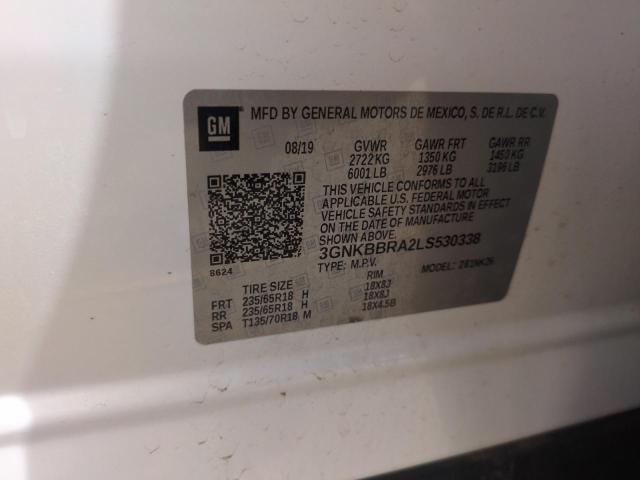 GM MFD BY GENERAL MOTORS DE MEXICO, S. DE R.L. DE C.V.
08/19 GVWR GAWR FRT GAWR RR
2722 KG 1350 KG 1450 KG
6001 LB 2976 LB 3196 LB
THIS VEHICLE CONFORMS TO ALL
APPLICABLE U.S. FEDERAL MOTOR
VEHICLE SAFETY STANDARDS IN EFFECT
ON THE DATE OF MANUFACTURE
SHOWN ABOVE.
3GNKBBRA2LS530338
8624 TYPE: M.P.V. MODEL: 281NK26
TIRE SIZE RIM
FRT 235/65R18 H 18X8J
RR 235/65R18 H 18X8J
SPA T135/70R18 M 18X4.5B